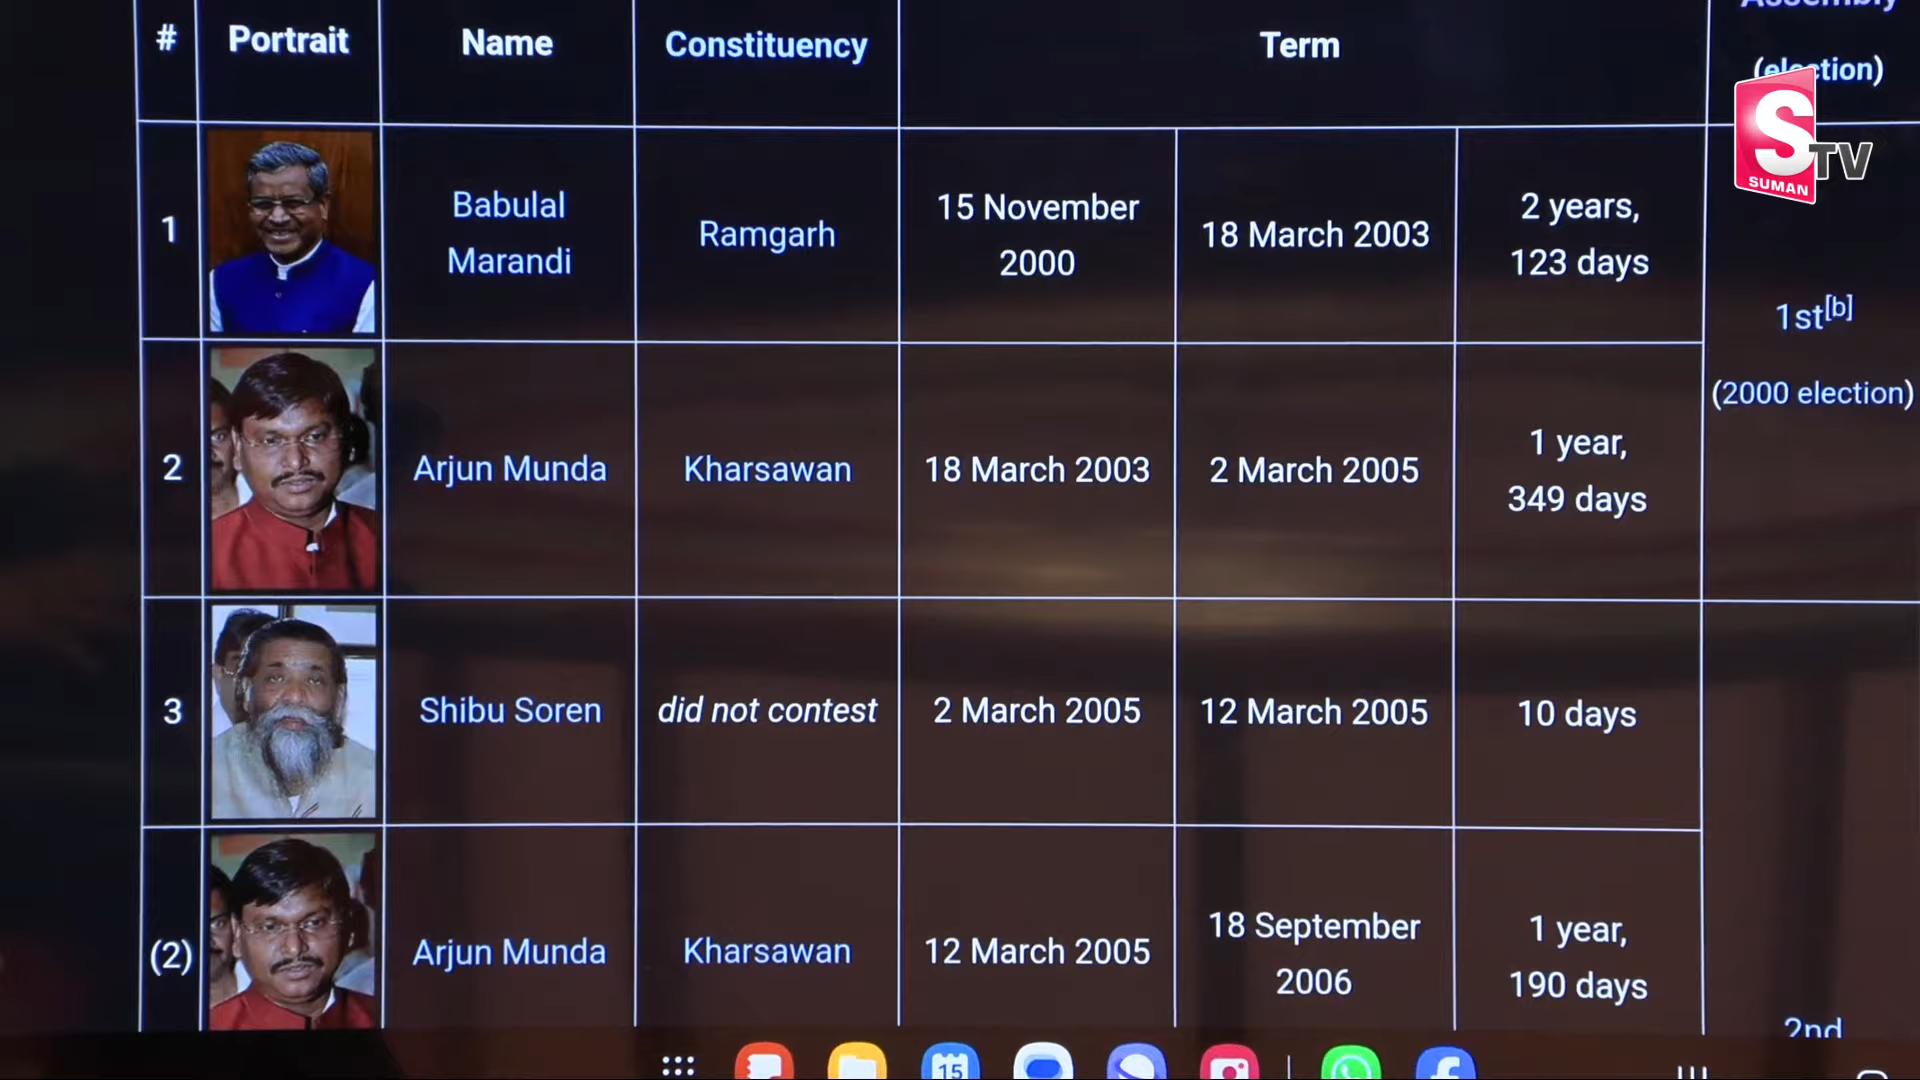 #
Portrait
Name
Constituency
Term
Assembly
(election)
S
TV
SUMAN
1
Babulal
Marandi
Ramgarh
15 November
2000
18 March 2003
2 years,
123 days
1st[b]
(2000 election)
2
Arjun Munda
Kharsawan
18 March 2003
2 March 2005
1 year,
349 days
3
Shibu Soren
did not contest
2 March 2005
12 March 2005
10 days
(2)
Arjun Munda
Kharsawan
12 March 2005
18 September
2006
1 year,
190 days
2nd
15